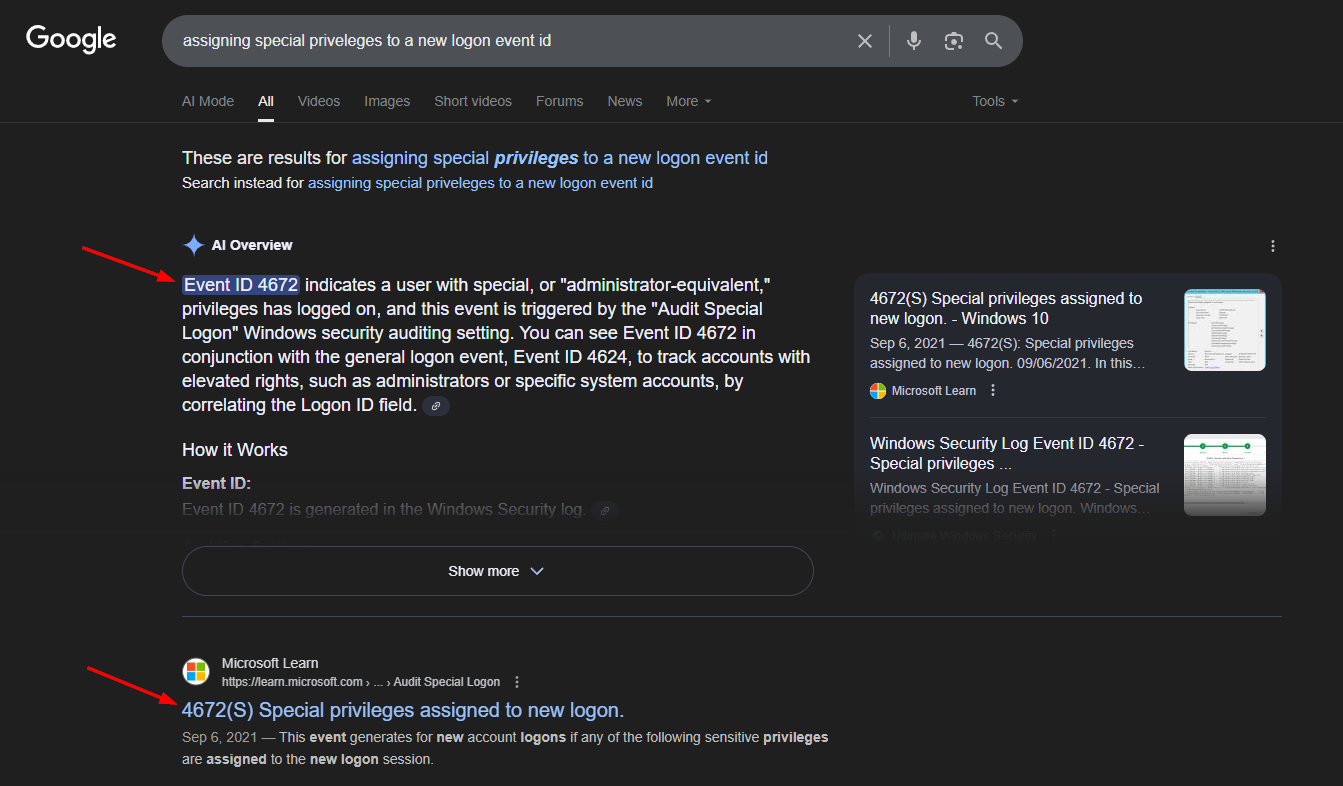 Google
assigning special priveleges to a new logon event id
AI Mode All Videos Images Short videos Forums News More Tools
These are results for assigning special privileges to a new logon event id
Search instead for assigning special priveleges to a new logon event id
AI Overview
Event ID 4672 indicates a user with special, or "administrator-equivalent,"
privileges has logged on, and this event is triggered by the "Audit Special
Logon" Windows security auditing setting. You can see Event ID 4672 in
conjunction with the general logon event, Event ID 4624, to track accounts with
elevated rights, such as administrators or specific system accounts, by
correlating the Logon ID field.
How it Works
Event ID:
Event ID 4672 is generated in the Windows Security log.
Show more
4672(S) Special privileges assigned to
new logon. - Windows 10
Sep 6, 2021 — 4672(S): Special privileges
assigned to new logon. 09/06/2021. In this...
Microsoft Learn
Windows Security Log Event ID 4672 -
Special privileges ...
Windows Security Log Event ID 4672 - Special
privileges assigned to new logon. Windows...
Ultimate Windows Security
Microsoft Learn
https://learn.microsoft.com › ... › Audit Special Logon
4672(S) Special privileges assigned to new logon.
Sep 6, 2021 — This event generates for new account logons if any of the following sensitive privileges
are assigned to the new logon session.